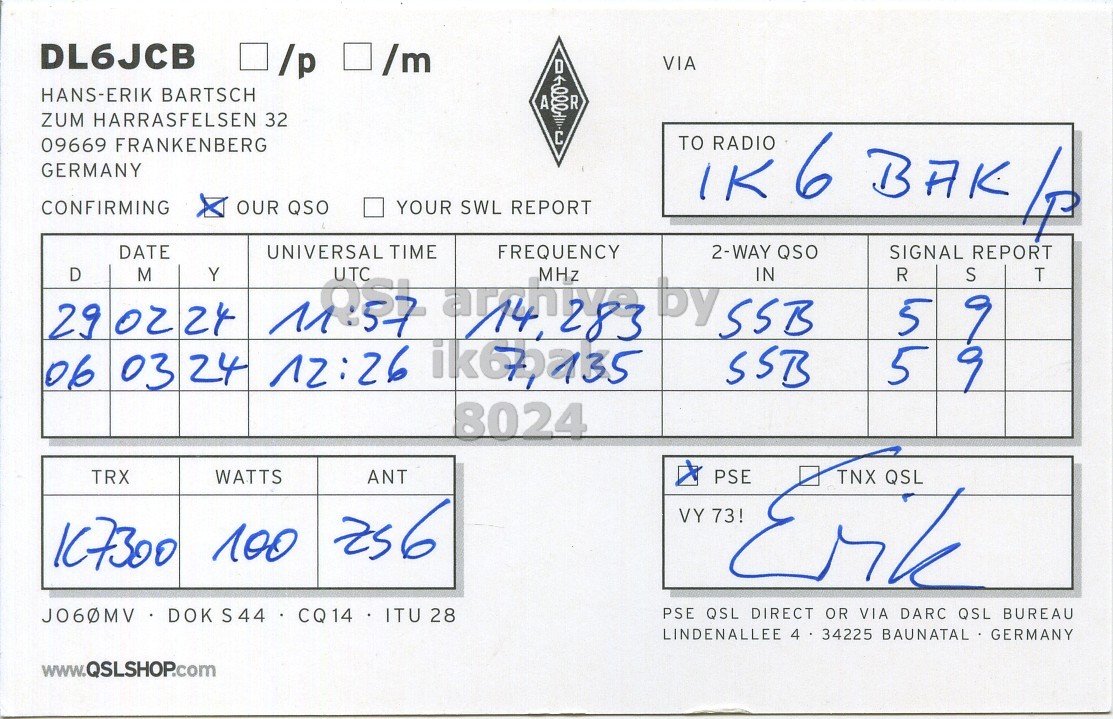 DL6JCB /p /m
HANS-ERIK BARTSCH
ZUM HARRASFELSEN 32
09669 FRANKENBERG
GERMANY
CONFIRMING OUR QSO YOUR SWL REPORT
D A R C
VIA
TO RADIO
IK6BAK/p
DATE UNIVERSAL TIME FREQUENCY 2-WAY QSO SIGNAL REPORT
D M Y UTC MHz IN R S T
29 02 24 11:57 14,283 SSB 5 9
06 03 24 12:26 7,135 SSB 5 9
QSL archive by
ik6bak
8024
TRX WATTS ANT
IC7300 100 ZS6
PSE TNX QSL
VY 73!
Erik
JO6ØMV · DOK S44 · CQ14 · ITU 28
PSE QSL DIRECT OR VIA DARC QSL BUREAU
LINDENALLEE 4 · 34225 BAUNATAL · GERMANY
www.QSLSHOP.com